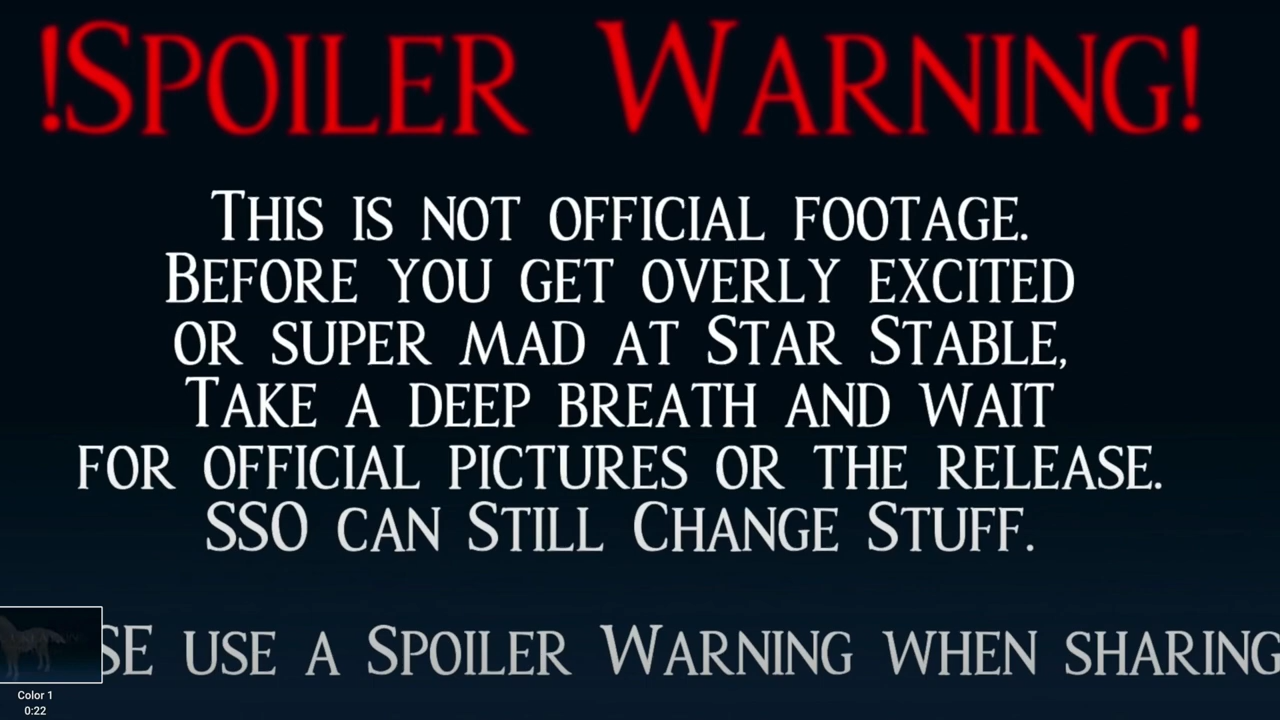 !Spoiler Warning!
This is not official footage.
Before you get overly excited
or super mad at Star Stable,
Take a deep breath and wait
for official pictures or the release.
SSO can Still Change Stuff.
SE use a Spoiler Warning when sharing
Color 1
0:22